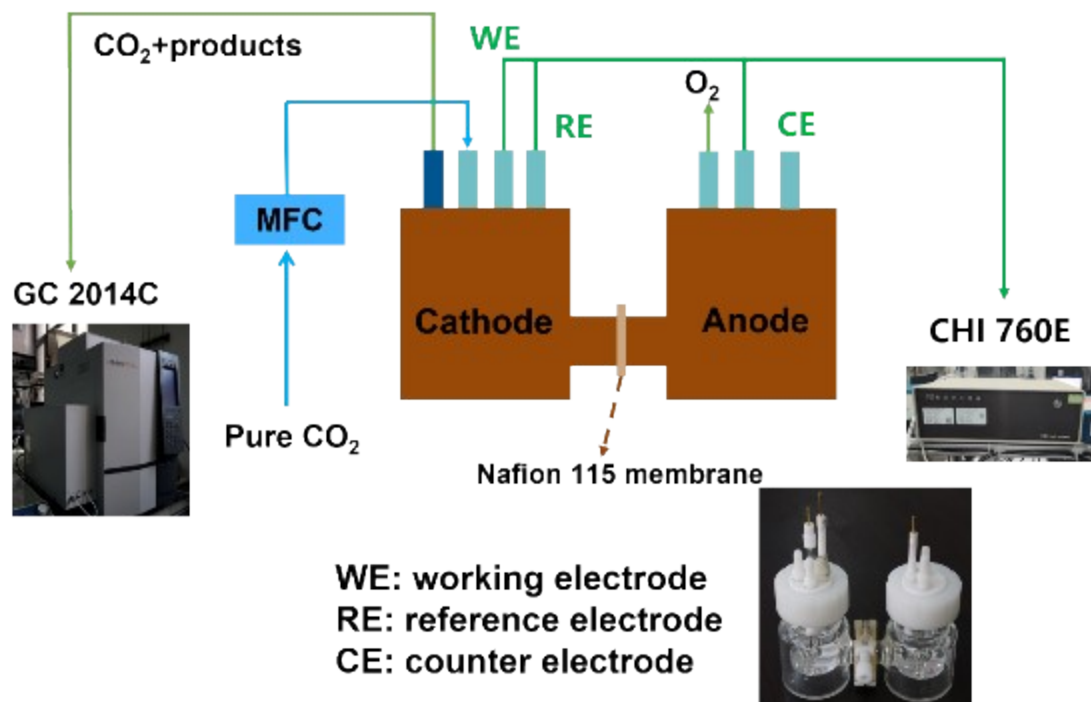 CO₂+products
WE
RE
O₂
CE
MFC
GC 2014C
Cathode
Anode
CHI 760E
Pure CO₂
Nafion 115 membrane
WE: working electrode
RE: reference electrode
CE: counter electrode